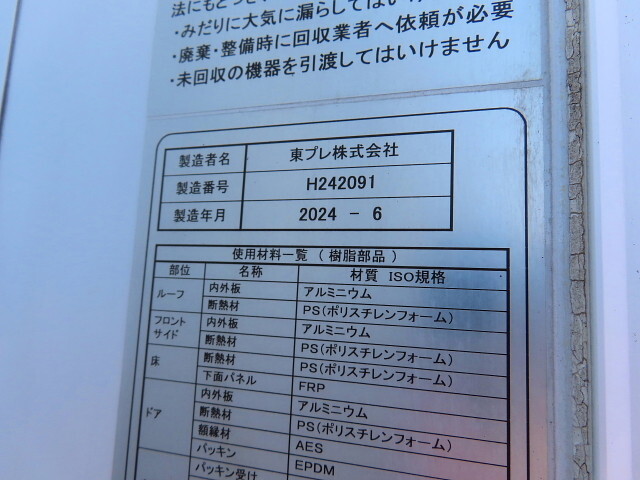 ・みだりに大気に漏らしてはいけ
・廃棄・整備時に回収業者へ依頼が必要
・未回収の機器を引渡してはいけません
製造者名 東プレ株式会社
製造番号 H242091
製造年月 2024 - 6
使用材料一覧 ( 樹脂部品 )
部位 名称 材質 ISO規格
ルーフ 内外板 アルミニウム
断熱材 PS(ポリスチレンフォーム)
フロントサイド 内外板 アルミニウム
断熱材 PS(ポリスチレンフォーム)
床 断熱材 PS(ポリスチレンフォーム)
下面パネル FRP
ドア 内外板 アルミニウム
断熱材 PS(ポリスチレンフォーム)
額縁材 AES
パッキン EPDM
パッキン受け